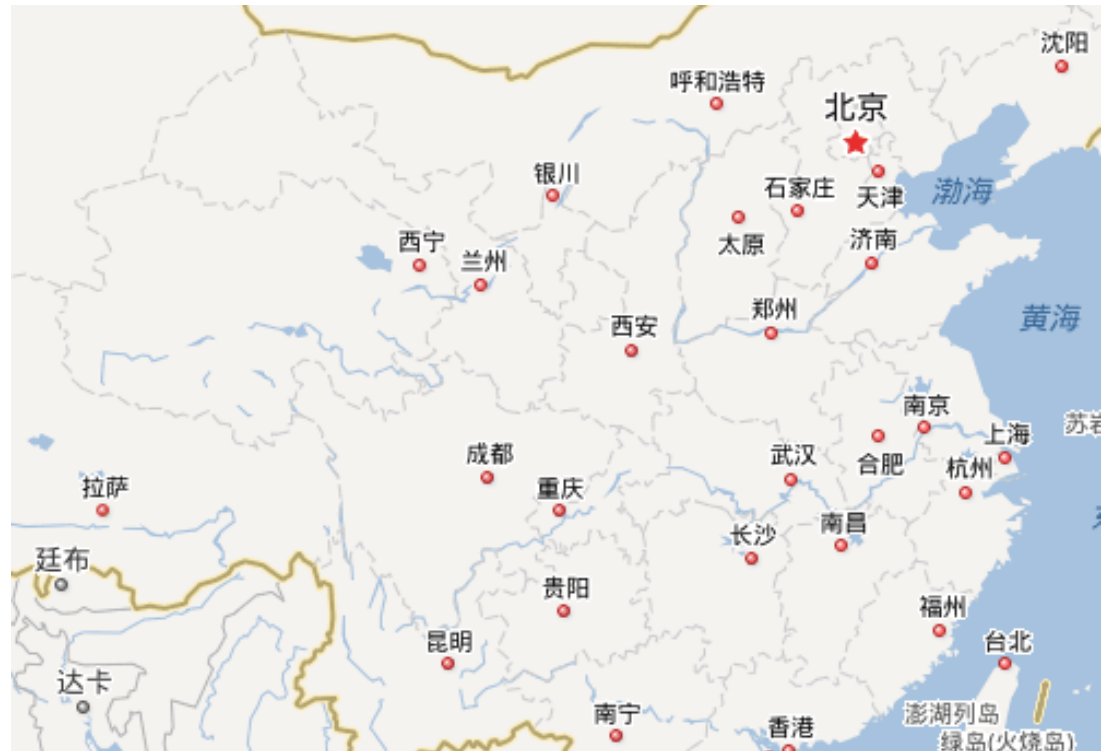 沈阳
呼和浩特
北京
银川
石家庄
天津
渤海
太原
济南
西宁
兰州
郑州
黄海
西安
南京
苏岩
上海
成都
武汉
合肥
杭州
拉萨
重庆
长沙
南昌
廷布
贵阳
福州
昆明
台北
达卡
南宁
香港
澎湖列岛
绿岛(火烧岛)